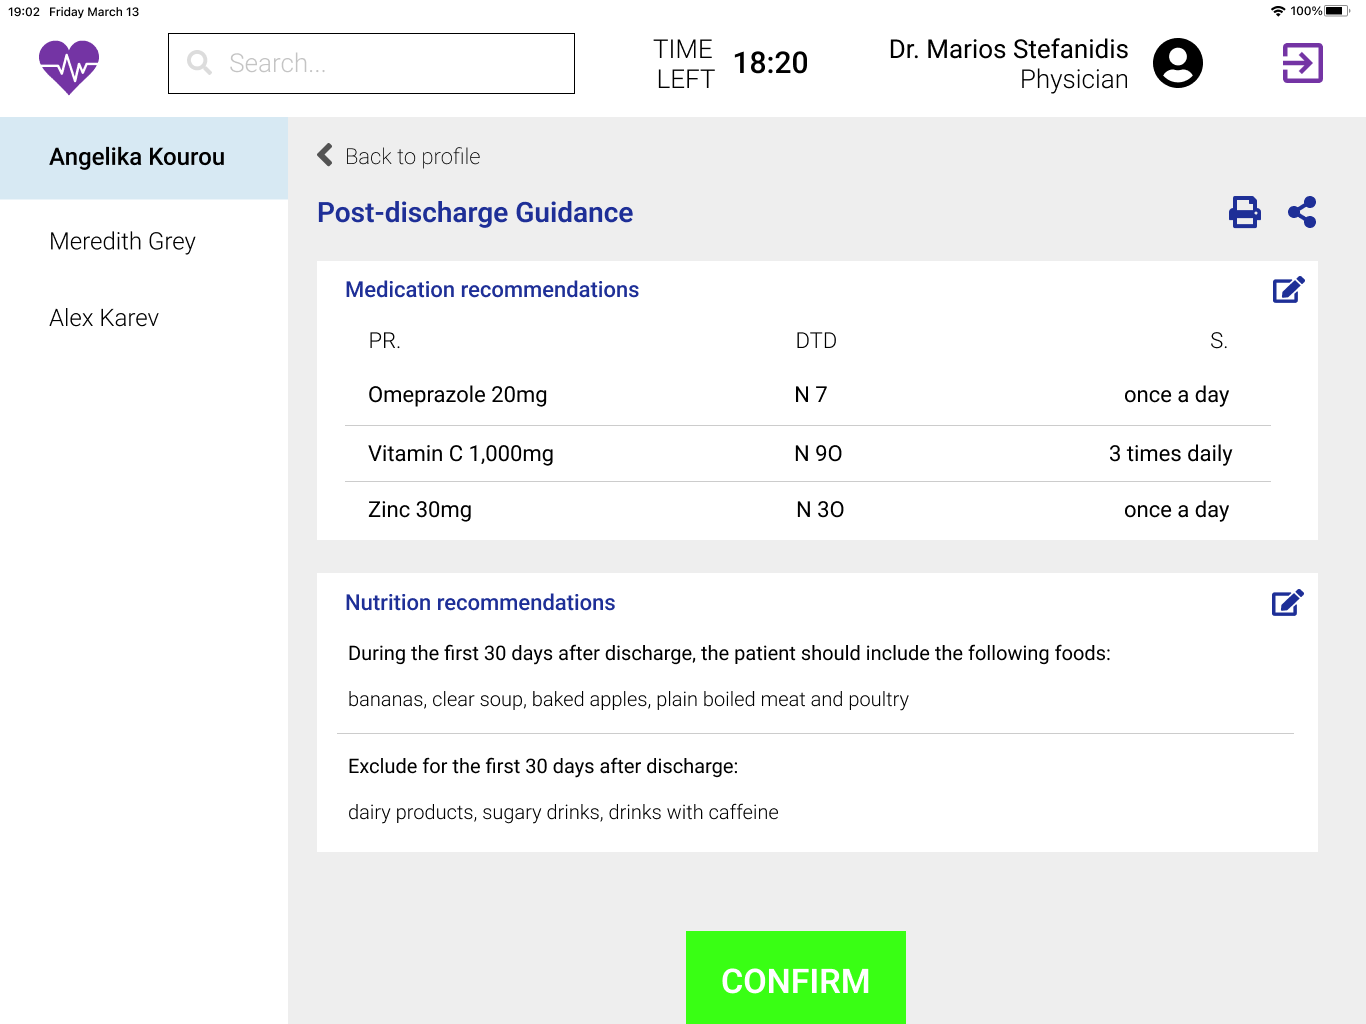 19:02 Friday March 13
100%
Search...
TIME LEFT
18:20
Dr. Marios Stefanidis
Physician
Angelika Kourou
Meredith Grey
Alex Karev
Back to profile
Post-discharge Guidance
Medication recommendations
PR. DTD S.
Omeprazole 20mg N 7 once a day
Vitamin C 1,000mg N 9O 3 times daily
Zinc 30mg N 3O once a day
Nutrition recommendations
During the first 30 days after discharge, the patient should include the following foods:
bananas, clear soup, baked apples, plain boiled meat and poultry
Exclude for the first 30 days after discharge:
dairy products, sugary drinks, drinks with caffeine
CONFIRM